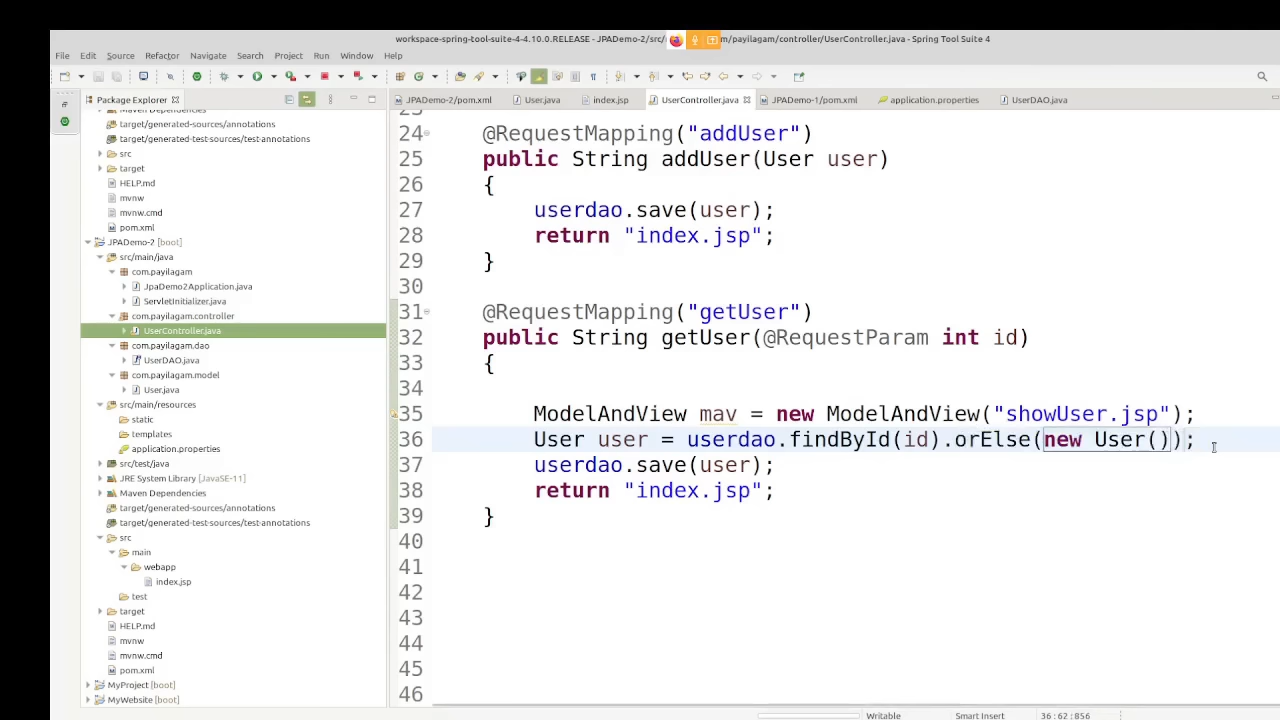 workspace-spring-tool-suite-4-4.10.0.RELEASE - JPADemo-2/src/ m/payilagam/controller/UserController.java - Spring Tool Suite 4
File Edit Source Refactor Navigate Search Project Run Window Help
Package Explorer
JPADemo-2/pom.xml User.java index.jsp UserController.java JPADemo-1/pom.xml application.properties UserDAO.java
Maven Dependencies
target/generated-sources/annotations
target/generated-test-sources/test-annotations
src
target
HELP.md
mvnw
mvnw.cmd
pom.xml
JPADemo-2 [boot]
src/main/java
com.payilagam
JpaDemo2Application.java
ServletInitializer.java
com.payilagam.controller
UserController.java
com.payilagam.dao
UserDAO.java
com.payilagam.model
User.java
src/main/resources
static
templates
application.properties
src/test/java
JRE System Library [JavaSE-11]
Maven Dependencies
target/generated-sources/annotations
target/generated-test-sources/test-annotations
src
main
webapp
index.jsp
test
target
HELP.md
mvnw
mvnw.cmd
pom.xml
MyProject [boot]
MyWebsite [boot]
23
24 @RequestMapping("addUser")
25 public String addUser(User user)
26 {
27 userdao.save(user);
28 return "index.jsp";
29 }
30
31 @RequestMapping("getUser")
32 public String getUser(@RequestParam int id)
33 {
34
35 ModelAndView mav = new ModelAndView("showUser.jsp");
36 User user = userdao.findById(id).orElse(new User());
37 userdao.save(user);
38 return "index.jsp";
39 }
40
41
42
43
44
45
46
Writable Smart Insert 36 : 62 : 856